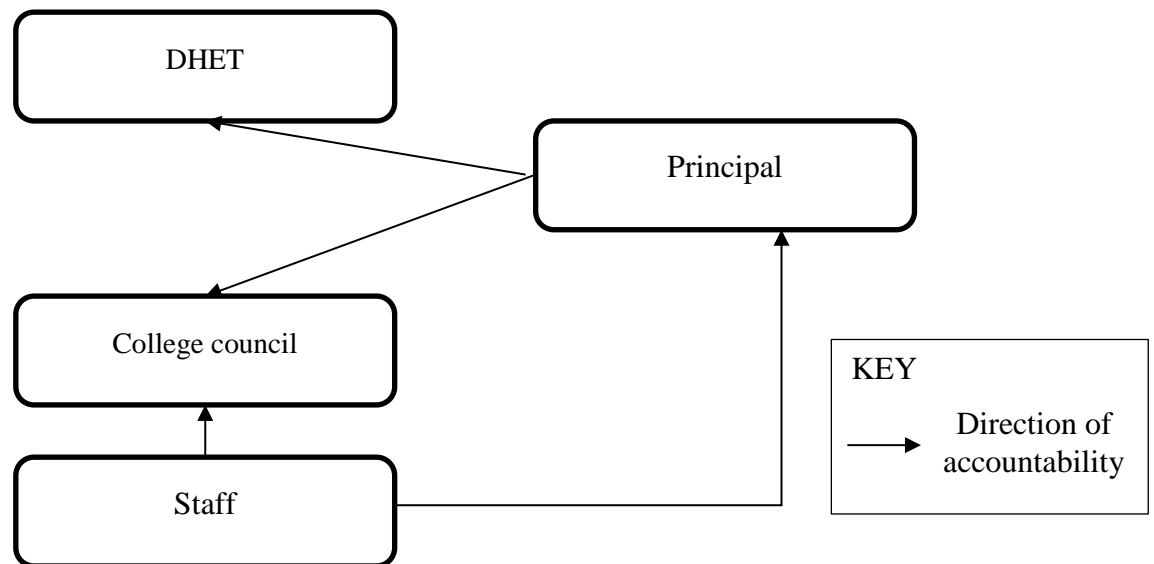 DHET
Principal
College council
KEY
Direction of
accountability
Staff